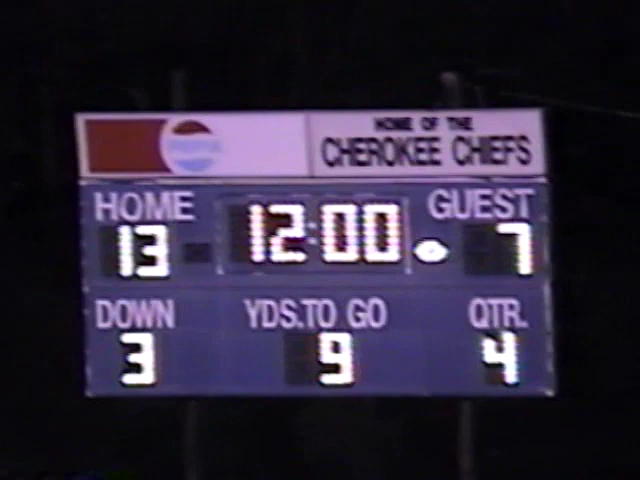 PEPSI
HOME OF THE
CHEROKEE CHIEFS
HOME 12:00 GUEST
13 7
DOWN YDS.TO GO QTR.
3 9 4